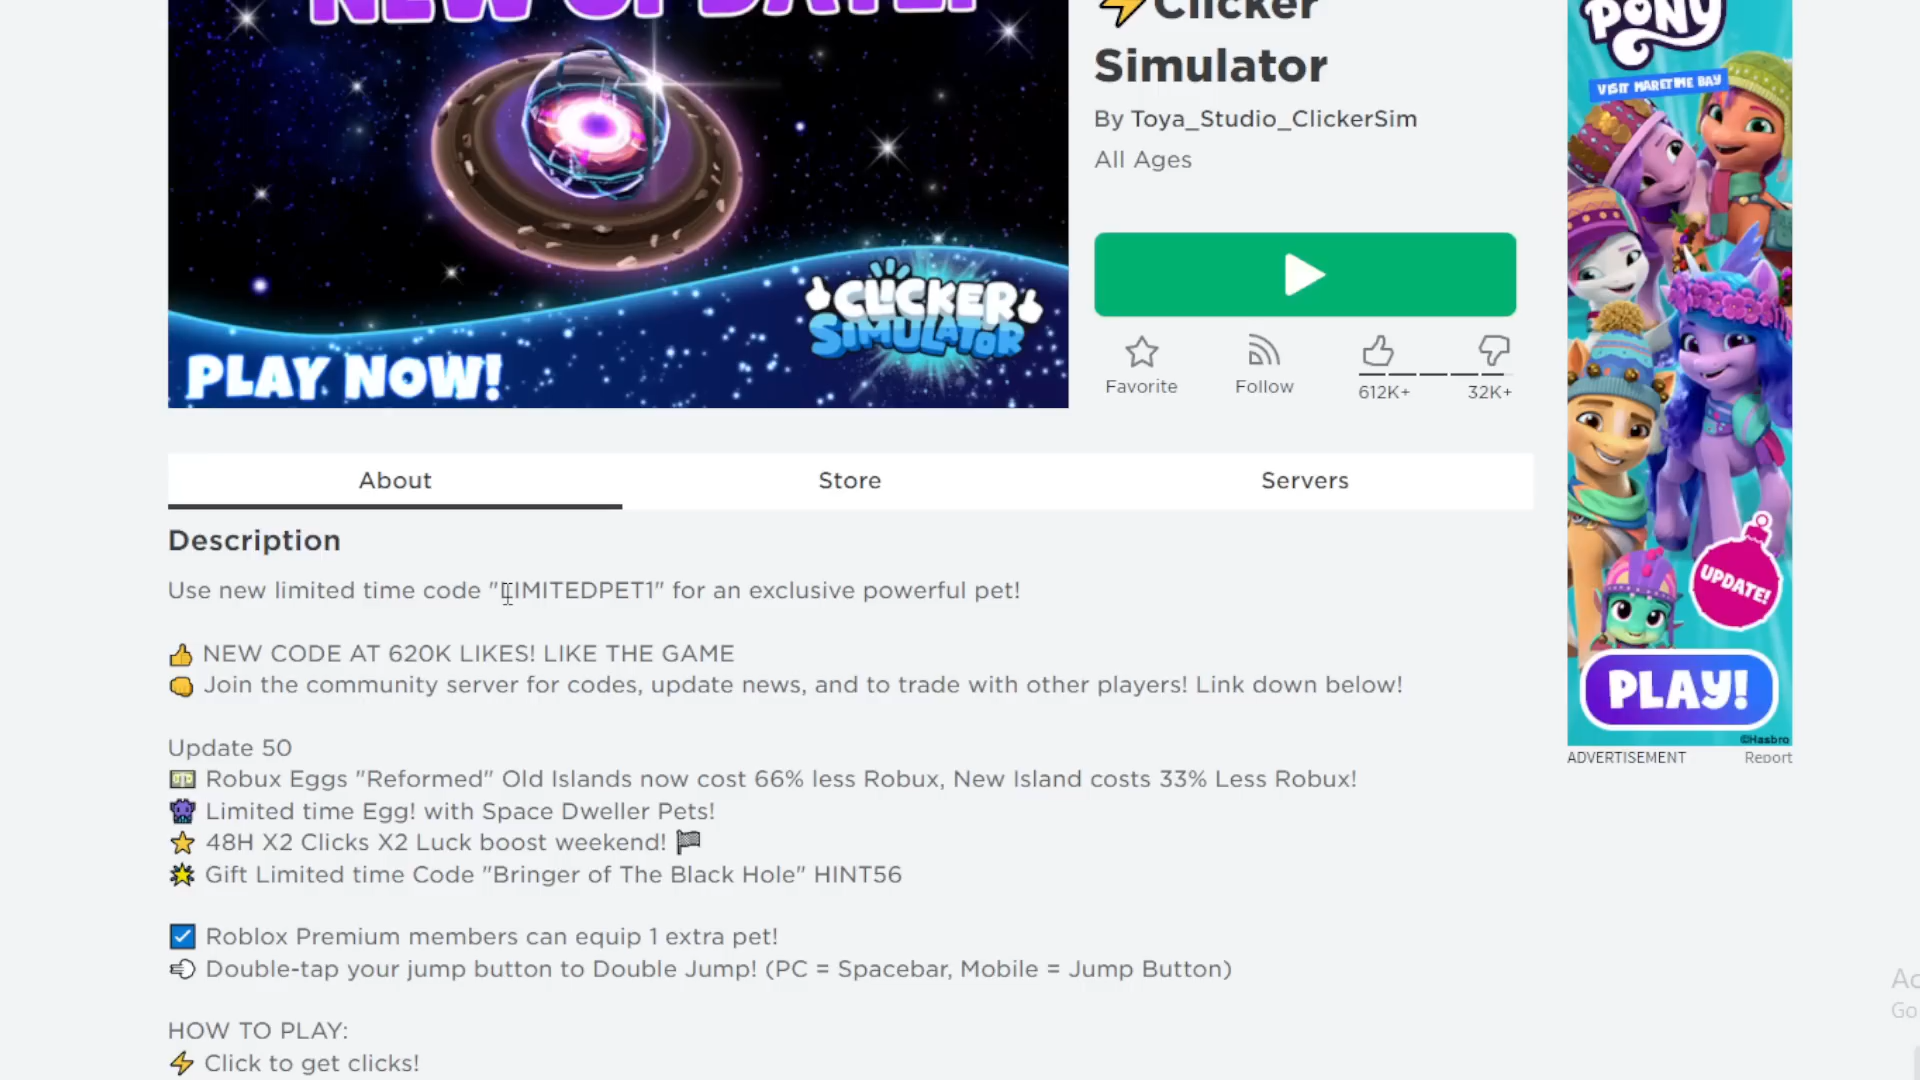 NEW UPDATE!
PLAY NOW!
CLICKER
SIMULATOR
⚡Clicker
Simulator
By Toya_Studio_ClickerSim
All Ages
Favorite
Follow
612K+
32K+
About
Store
Servers
Description
Use new limited time code "LIMITEDPET1" for an exclusive powerful pet!
👍 NEW CODE AT 620K LIKES! LIKE THE GAME
👊 Join the community server for codes, update news, and to trade with other players! Link down below!
Update 50
💵 Robux Eggs "Reformed" Old Islands now cost 66% less Robux, New Island costs 33% Less Robux!
👾 Limited time Egg! with Space Dweller Pets!
⭐ 48H X2 Clicks X2 Luck boost weekend! 🏁
🌟 Gift Limited time Code "Bringer of The Black Hole" HINT56
☑️ Roblox Premium members can equip 1 extra pet!
💨 Double-tap your jump button to Double Jump! (PC = Spacebar, Mobile = Jump Button)
HOW TO PLAY:
⚡ Click to get clicks!
PONY
VISIT MARETIME BAY
UPDATE!
PLAY!
©Hasbro
ADVERTISEMENT
Report
Ac
Go